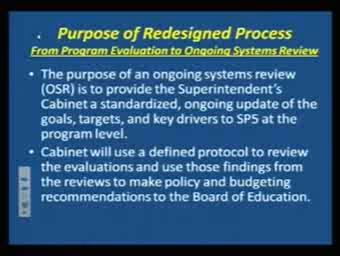 Purpose of Redesigned Process
From Program Evaluation to Ongoing Systems Review
• The purpose of an ongoing systems review
(OSR) is to provide the Superintendent's
Cabinet a standardized, ongoing update of the
goals, targets, and key drivers to SP5 at the
program level.
• Cabinet will use a defined protocol to review
the evaluations and use those findings from
the reviews to make policy and budgeting
recommendations to the Board of Education.